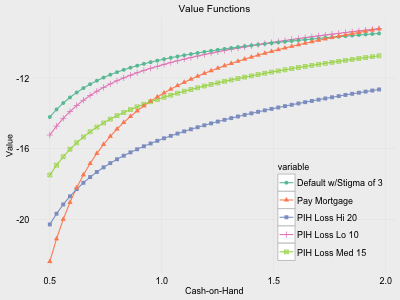 Value Functions
-12
-16
-20
Value
0.5
1.0
1.5
2.0
Cash-on-Hand
variable
Default w/Stigma of 3
Pay Mortgage
PIH Loss Hi 20
PIH Loss Lo 10
PIH Loss Med 15